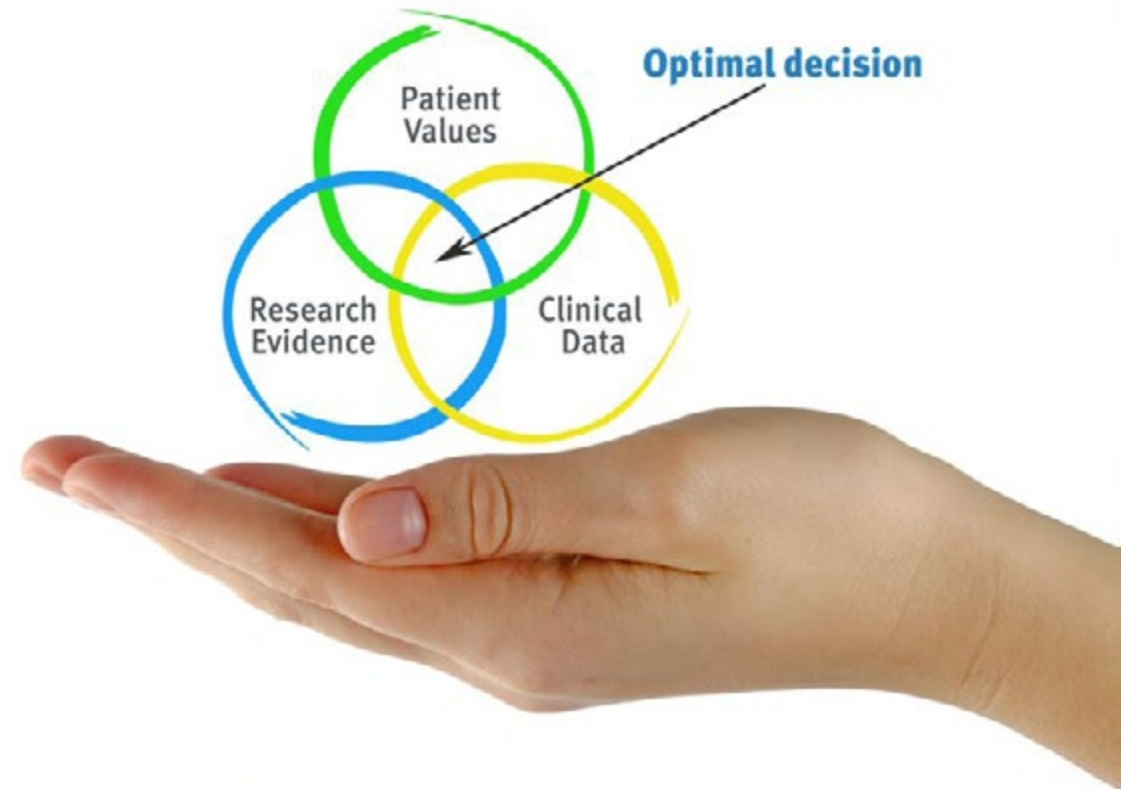 Optimal decision
Patient
Values
Research
Evidence
Clinical
Data